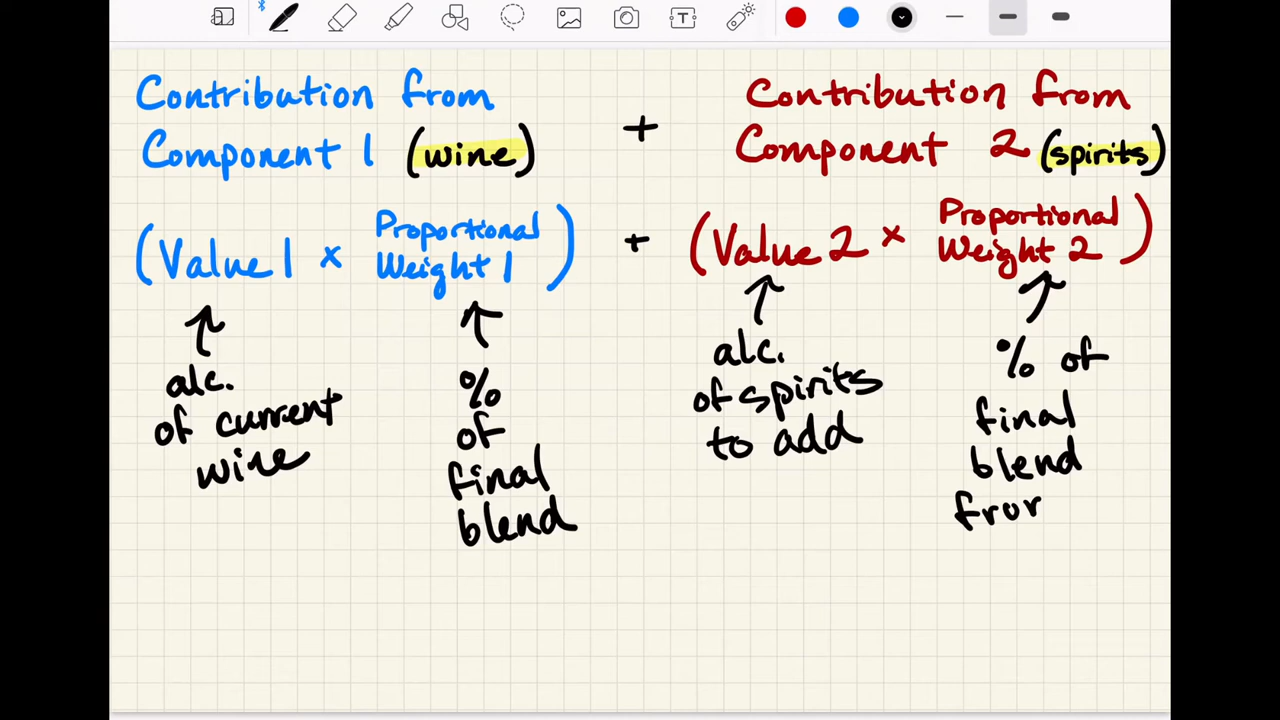 Contribution from
Component 1 (wine)
+
Contribution from
Component 2 (spirits)
(Value 1 x Proportional
Weight 1)
+
(Value 2 x Proportional
Weight 2)
alc.
of current
wine
%
of
final
blend
alc.
of spirits
to add
% of
final
blend
T